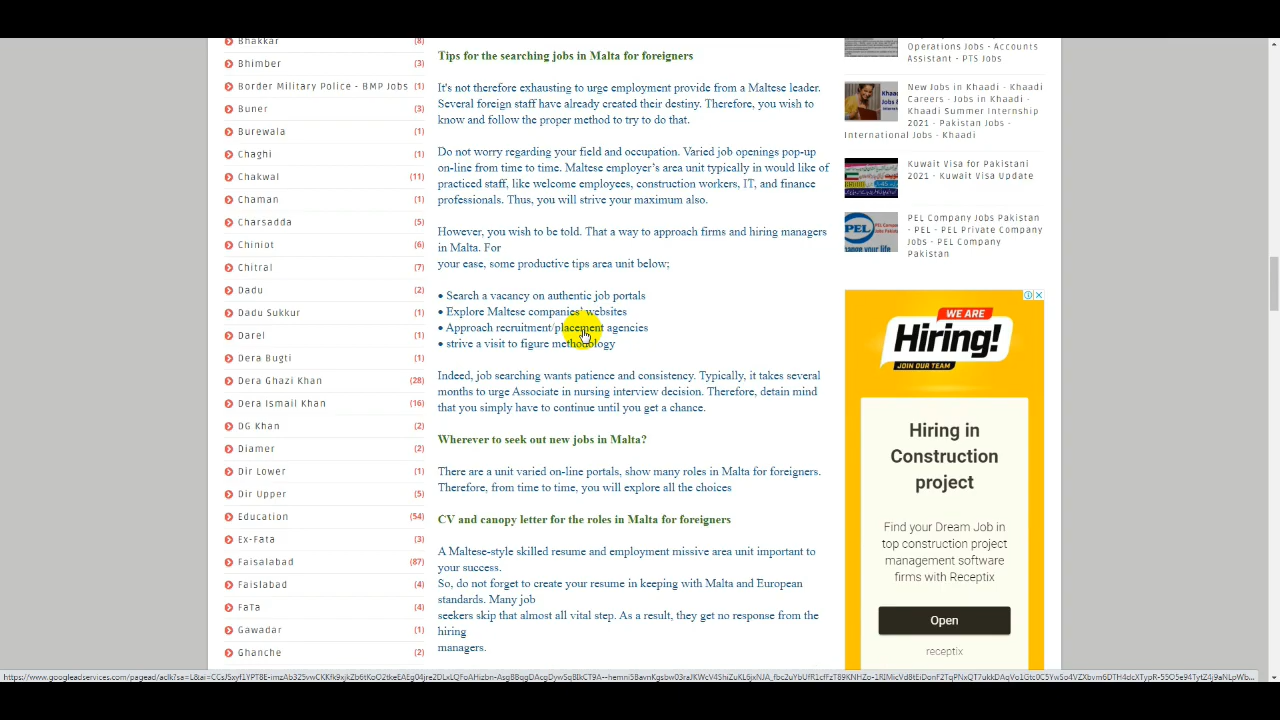 Bhakkar (8)
Bhimber (3)
Border Military Police - BMP Jobs (1)
Buner (3)
Burewala (1)
Chaghi (1)
Chakwal (11)
Chaman (1)
Charsadda (5)
Chiniot (6)
Chitral (7)
Dadu (2)
Dadu Sukkur (1)
Darel (1)
Dera Bugti (1)
Dera Ghazi Khan (28)
Dera Ismail Khan (16)
DG Khan (2)
Diamer (2)
Dir Lower (1)
Dir Upper (5)
Education (54)
Ex-Fata (3)
Faisalabad (87)
Faislabad (4)
FaTa (4)
Gawadar (1)
Ghanche (2)
Tips for the searching jobs in Malta for foreigners
It's not therefore exhausting to urge employment provide from a Maltese leader.
Several foreign staff have already created their destiny. Therefore, you wish to
know and follow the proper method to try to do that.
Do not worry regarding your field and occupation. Varied job openings pop-up
on-line from time to time. Maltese employer's area unit typically in would like of
practiced staff, like welcome employees, construction workers, IT, and finance
professionals. Thus, you will strive your maximum also.
However, you wish to be told. That a way to approach firms and hiring managers
in Malta. For
your ease, some productive tips area unit below;
• Search a vacancy on authentic job portals
• Explore Maltese companies' websites
• Approach recruitment/placement agencies
• strive a visit to figure methodology
Indeed, job searching wants patience and consistency. Typically, it takes several
months to urge Associate in nursing interview decision. Therefore, detain mind
that you simply have to continue until you get a chance.
Wherever to seek out new jobs in Malta?
There are a unit varied on-line portals, show many roles in Malta for foreigners.
Therefore, from time to time, you will explore all the choices
CV and canopy letter for the roles in Malta for foreigners
A Maltese-style skilled resume and employment missive area unit important to
your success.
So, do not forget to create your resume in keeping with Malta and European
standards. Many job
seekers skip that almost all vital step. As a result, they get no response from the
hiring
managers.
Operations Jobs - Accounts
Assistant - PTS Jobs
New Jobs in Khaadi - Khaadi
Careers - Jobs in Khaadi -
Khaadi Summer Internship
2021 - Pakistan Jobs -
International Jobs - Khaadi
Kuwait Visa for Pakistani
2021 - Kuwait Visa Update
PEL Company Jobs Pakistan
- PEL - PEL Private Company
Jobs - PEL Company
Pakistan
PEL
WE ARE
Hiring!
JOIN OUR TEAM
Hiring in
Construction
project
Find your Dream Job in
top construction project
management software
firms with Receptix
Open
receptix